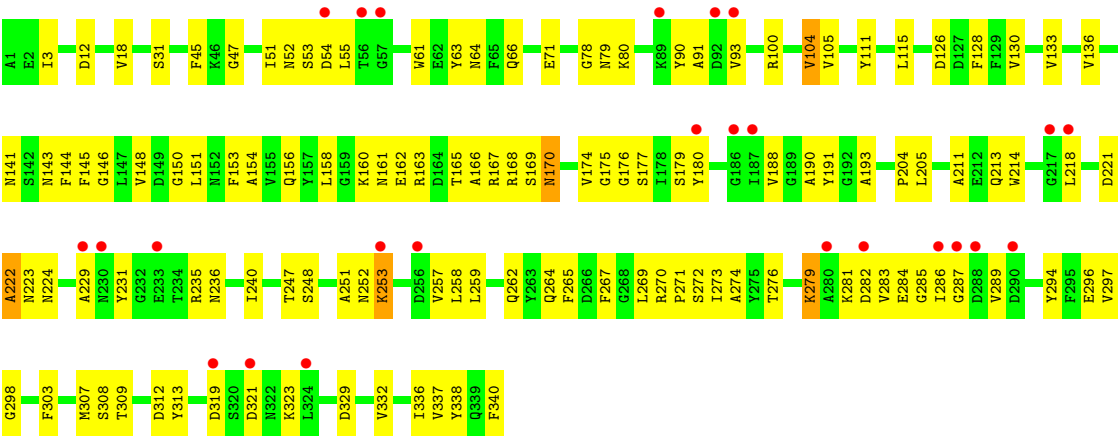 A1 E2 I3 D12 V18 S31 F45 K46 G47 I51 N52 S53 D54 L55 T56 G57 W61 E62 Y63 N64 F65 Q66 E71 G78 N79 K80 K89 Y90 A91 D92 V93 R100 V104 V105 Y111 L115 D126 D127 F128 F129 V130 V133 V136
N141 S142 N143 F144 F145 G146 L147 V148 D149 G150 L151 N152 F153 A154 V155 Q156 Y157 L158 G159 K160 N161 E162 R163 D164 T165 A166 R167 R168 S169 N170 V174 G175 G176 S177 I178 S179 Y180 G186 I187 G189 A190 Y191 G192 A193 P204 L205 A211 E212 Q213 W214 G217 L218 D221
A222 N223 N224 A229 N230 Y231 G232 E233 T234 R235 N236 I240 T247 S248 A251 N252 K253 D256 V257 L258 L259 Q262 Y263 Q264 F265 D266 F267 G268 L269 R270 P271 S272 I273 A274 Y275 T276 K279 A280 K281 D282 V283 E284 G285 I286 G287 D288 V289 D290 Y294 F295 E296 V297
G298 F303 M307 S308 T309 D312 Y313 D319 S320 D321 N322 K323 L324 D329 V332 I336 V337 Y338 Q339 F340